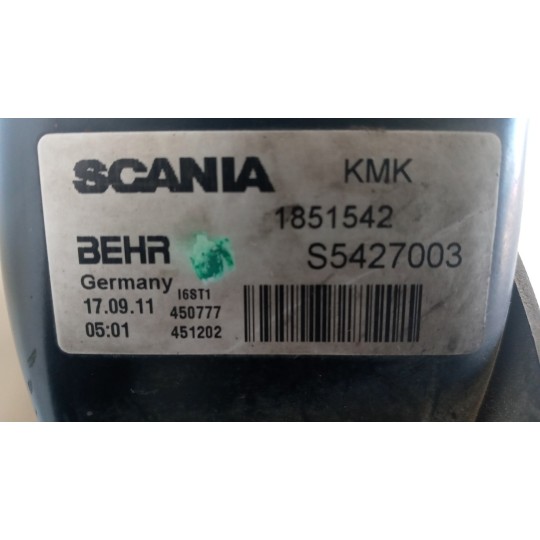 SCANIA KMK
1851542
BEHR S5427003
Germany
17.09.11 I6ST1
450777
05:01 451202